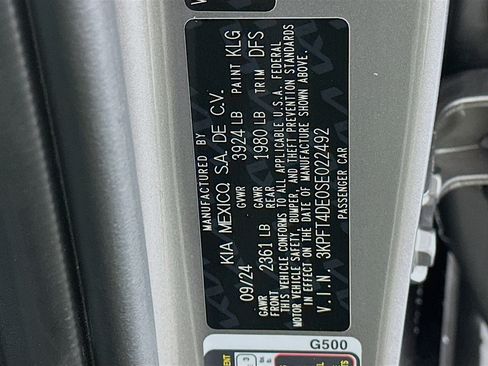 MANUFACTURED BY
KIA MEXICO, S.A. DE C.V.
09/24 GVWR 3924 LB PAINT KLG
GAWR FRONT 2361 LB GAWR REAR 1980 LB TRIM DFS
THIS VEHICLE CONFORMS TO ALL APPLICABLE U.S.A. FEDERAL
MOTOR VEHICLE SAFETY, BUMPER, AND THEFT PREVENTION STANDARDS
IN EFFECT ON THE DATE OF MANUFACTURE SHOWN ABOVE.
V.I.N. 3KPFT4DE0SE022492
PASSENGER CAR
G500